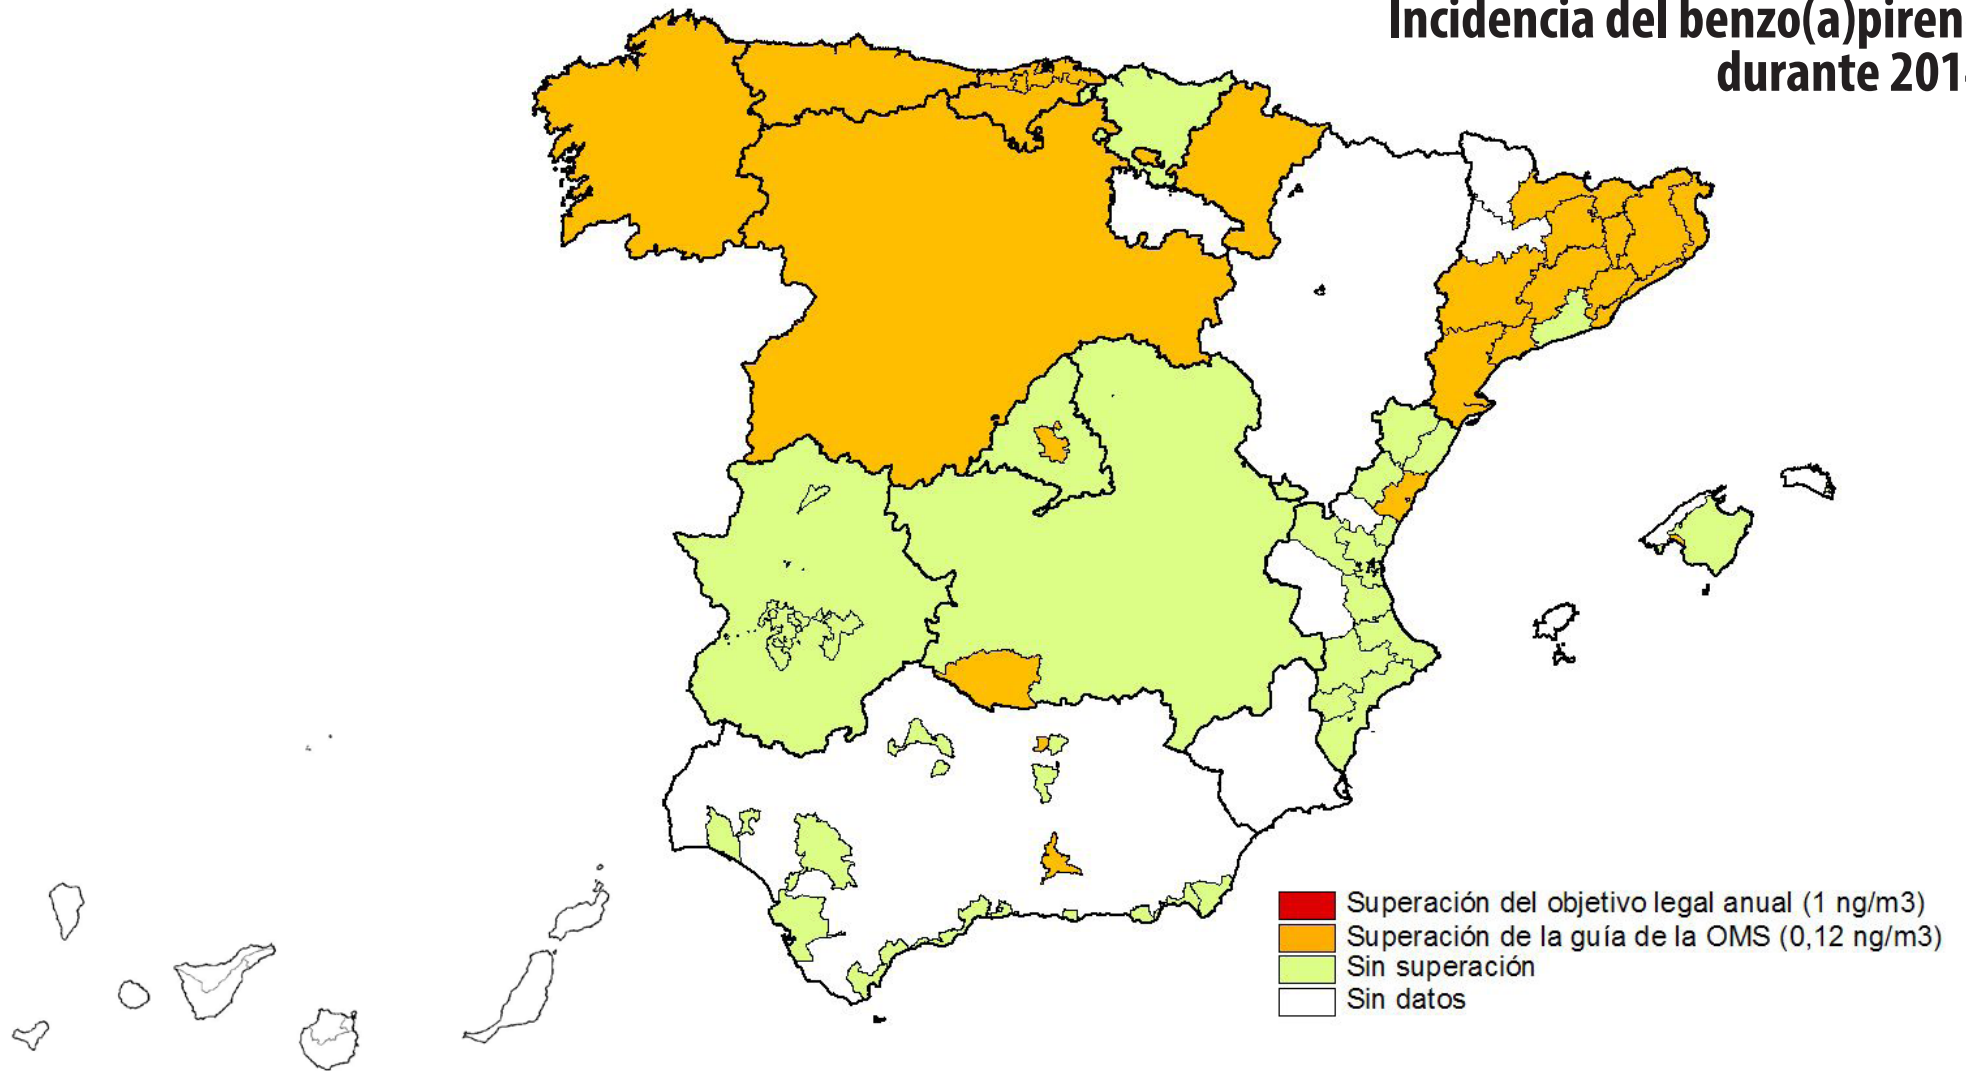 Incidencia del benzo(a)piren
durante 201
Superación del objetivo legal anual (1 ng/m3)
Superación de la guía de la OMS (0,12 ng/m3)
Sin superación
Sin datos